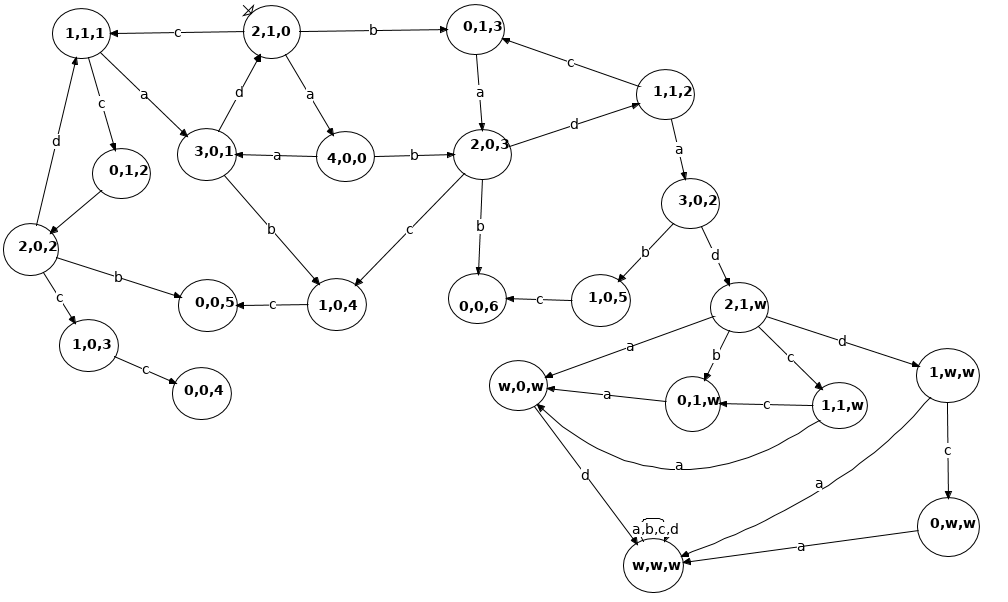 1,1,1
c
2,1,0
b
0,1,3
c
c
a
d
a
a
1,1,2
0,1,2
3,0,1
a
4,0,0
b
2,0,3
d
a
d
3,0,2
2,0,2
b
c
b
b
d
b
c
0,0,5
c
1,0,4
0,0,6
c
1,0,5
2,1,w
1,0,3
c
0,0,4
a
b
c
d
w,0,w
a
0,1,w
c
1,1,w
1,w,w
a
c
d
a
a,b,c,d
w,w,w
a
0,w,w